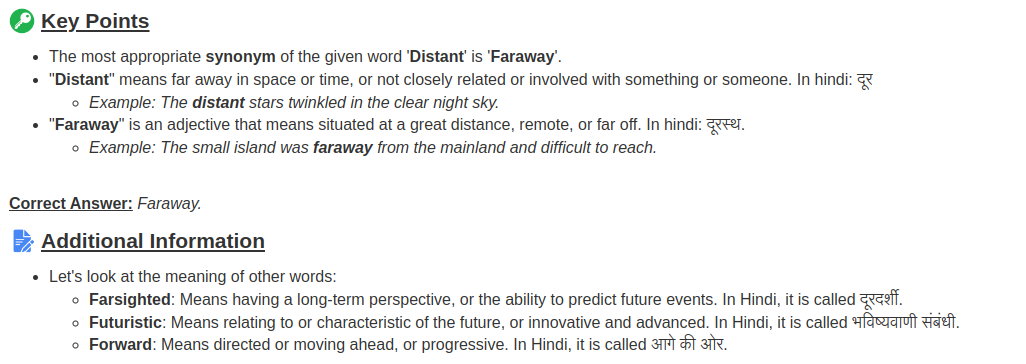 Key Points
The most appropriate synonym of the given word 'Distant' is 'Faraway'.
"Distant" means far away in space or time, or not closely related or involved with something or someone. In hindi: दूर
Example: The distant stars twinkled in the clear night sky.
"Faraway" is an adjective that means situated at a great distance, remote, or far off. In hindi: दूरस्थ.
Example: The small island was faraway from the mainland and difficult to reach.
Correct Answer: Faraway.
Additional Information
Let's look at the meaning of other words:
Farsighted: Means having a long-term perspective, or the ability to predict future events. In Hindi, it is called दूरदर्शी.
Futuristic: Means relating to or characteristic of the future, or innovative and advanced. In Hindi, it is called भविष्यवाणी संबंधी.
Forward: Means directed or moving ahead, or progressive. In Hindi, it is called आगे की ओर.